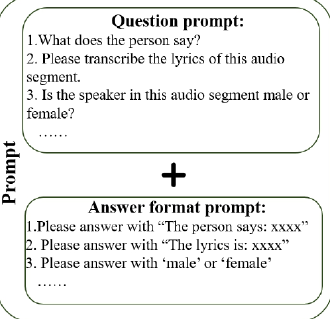 Prompt
Question prompt:
1.What does the person say?
2. Please transcribe the lyrics of this audio
segment.
3. Is the speaker in this audio segment male or
female?
......
+
Answer format prompt:
1.Please answer with “The person says: xxxx”
2. Please answer with “The lyrics is: xxxx”
3. Please answer with ‘male’ or ‘female’
......